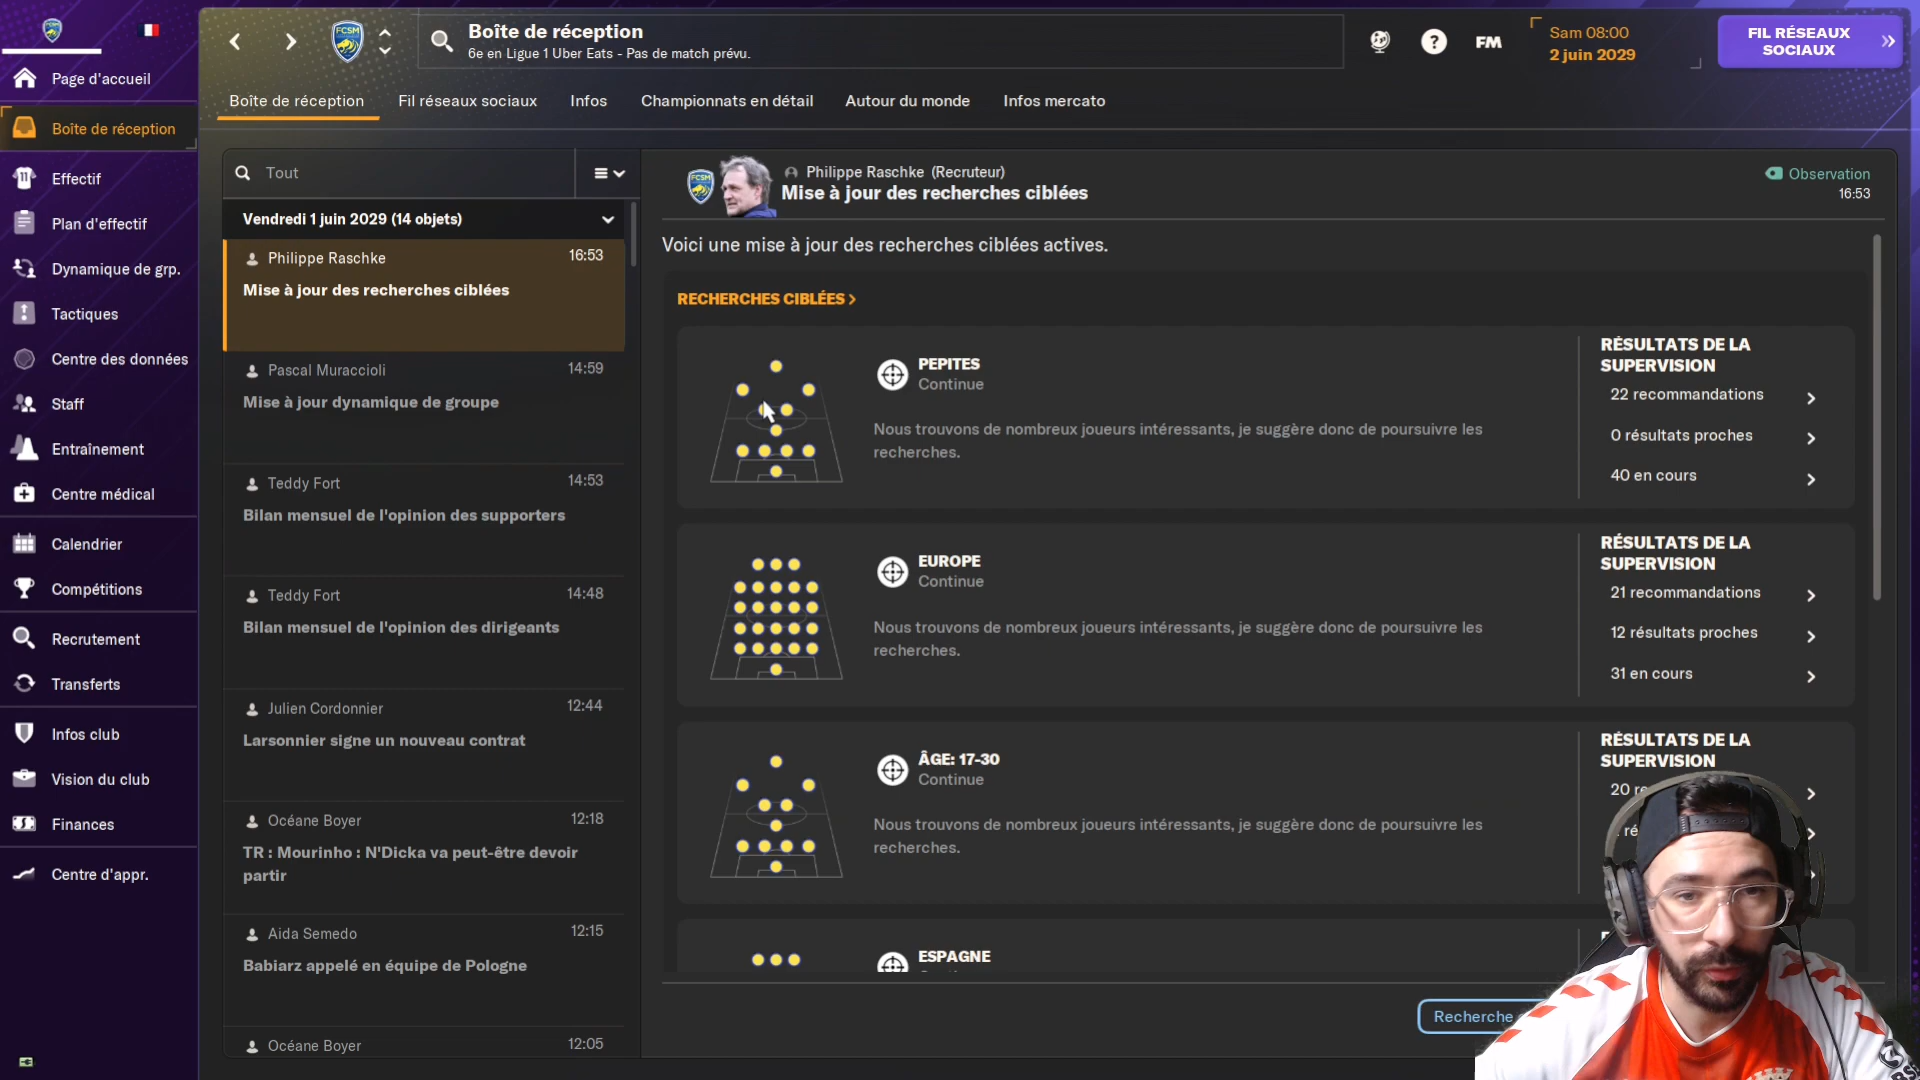 FCSM
Boîte de réception
6e en Ligue 1 Uber Eats - Pas de match prévu.
?
FM
Sam 08:00
2 juin 2029
FIL RÉSEAUX
SOCIAUX
Page d'accueil
Boîte de réception
Effectif
Plan d'effectif
Dynamique de grp.
Tactiques
Centre des données
Staff
Entraînement
Centre médical
Calendrier
Compétitions
Recrutement
Transferts
Infos club
Vision du club
Finances
Centre d'appr.
Boîte de réception
Fil réseaux sociaux
Infos
Championnats en détail
Autour du monde
Infos mercato
Tout
Vendredi 1 juin 2029 (14 objets)
Philippe Raschke 16:53
Mise à jour des recherches ciblées
Pascal Muraccioli 14:59
Mise à jour dynamique de groupe
Teddy Fort 14:53
Bilan mensuel de l'opinion des supporters
Teddy Fort 14:48
Bilan mensuel de l'opinion des dirigeants
Julien Cordonnier 12:44
Larsonnier signe un nouveau contrat
Océane Boyer 12:18
TR : Mourinho : N'Dicka va peut-être devoir
partir
Aida Semedo 12:15
Babiarz appelé en équipe de Pologne
Océane Boyer 12:05
FCSM
Philippe Raschke (Recruteur)
Mise à jour des recherches ciblées
Observation
16:53
Voici une mise à jour des recherches ciblées actives.
RECHERCHES CIBLÉES >
PEPITES
Continue
Nous trouvons de nombreux joueurs intéressants, je suggère donc de poursuivre les
recherches.
RÉSULTATS DE LA
SUPERVISION
22 recommandations
0 résultats proches
40 en cours
EUROPE
Continue
Nous trouvons de nombreux joueurs intéressants, je suggère donc de poursuivre les
recherches.
RÉSULTATS DE LA
SUPERVISION
21 recommandations
12 résultats proches
31 en cours
ÂGE: 17-30
Continue
Nous trouvons de nombreux joueurs intéressants, je suggère donc de poursuivre les
recherches.
RÉSULTATS DE LA
SUPERVISION
20
ESPAGNE
Recherche